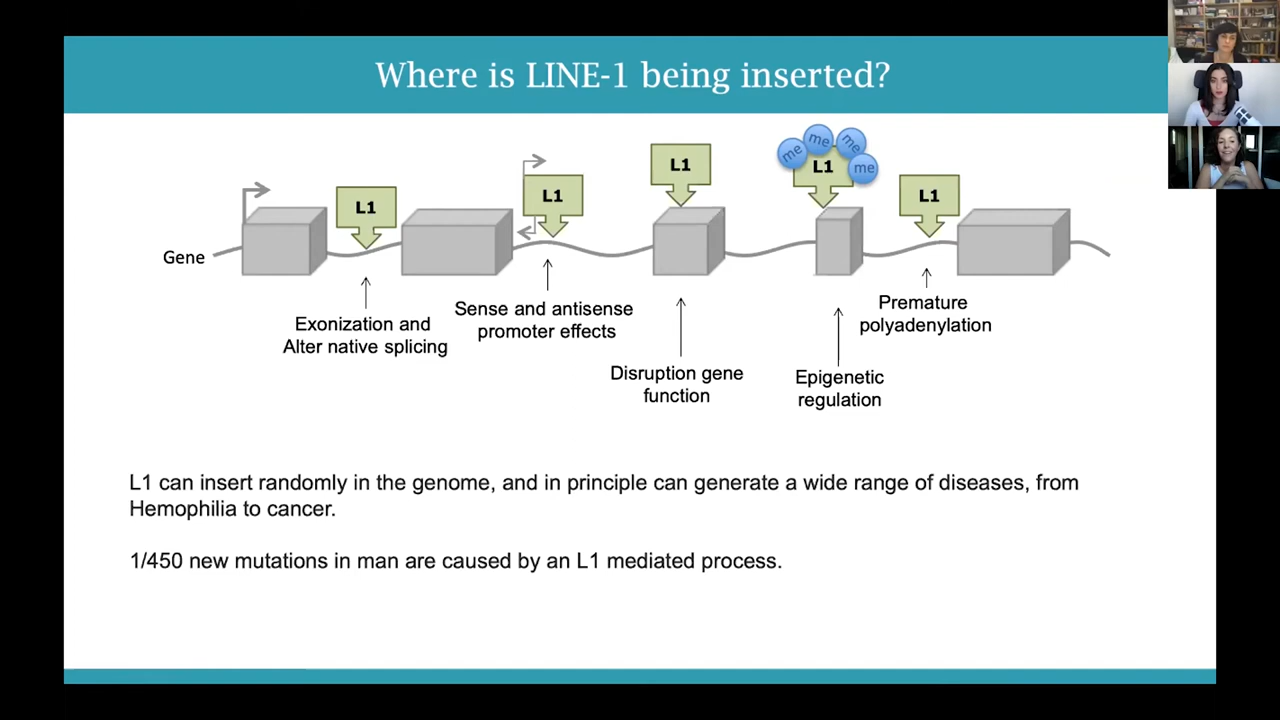 Where is LINE-1 being inserted?
me
me
me
me
L1
L1
L1
L1
L1
Gene
Exonization and
Alter native splicing
Sense and antisense
promoter effects
Disruption gene
function
Epigenetic
regulation
Premature
polyadenylation
L1 can insert randomly in the genome, and in principle can generate a wide range of diseases, from
Hemophilia to cancer.
1/450 new mutations in man are caused by an L1 mediated process.